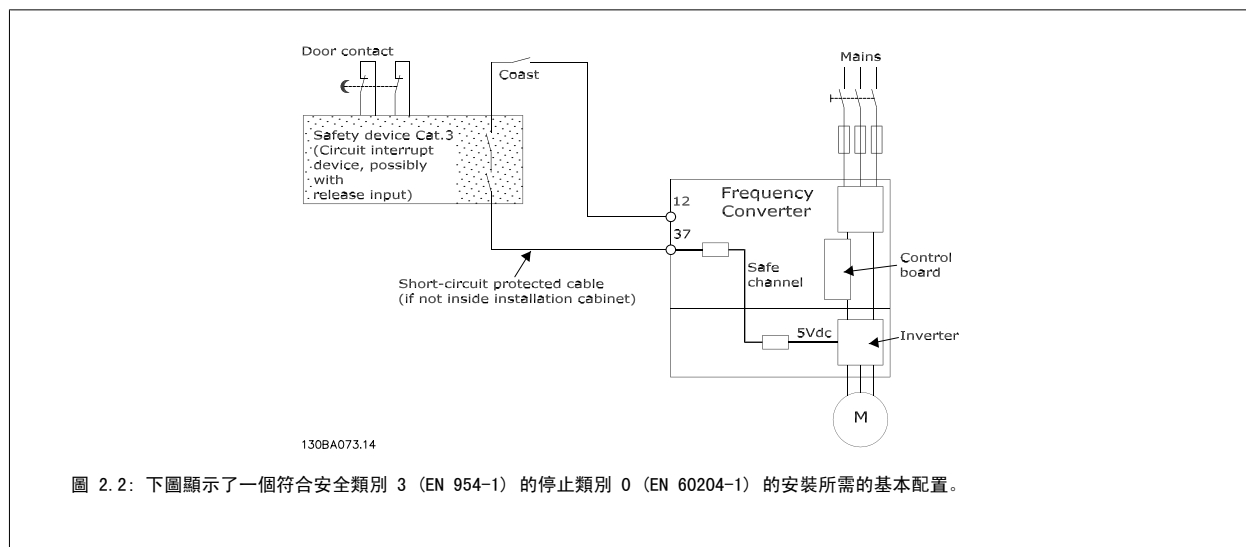 Door contact
Mains
Coast
Safety device Cat.3
(Circuit interrupt
device, possibly
with
release input)
12
Frequency
Converter
37
Safe
channel
Control
board
Short-circuit protected cable
(if not inside installation cabinet)
5Vdc
Inverter
M
130BA073.14
圖 2.2: 下圖顯示了一個符合安全類別 3 (EN 954-1) 的停止類別 0 (EN 60204-1) 的安裝所需的基本配置。